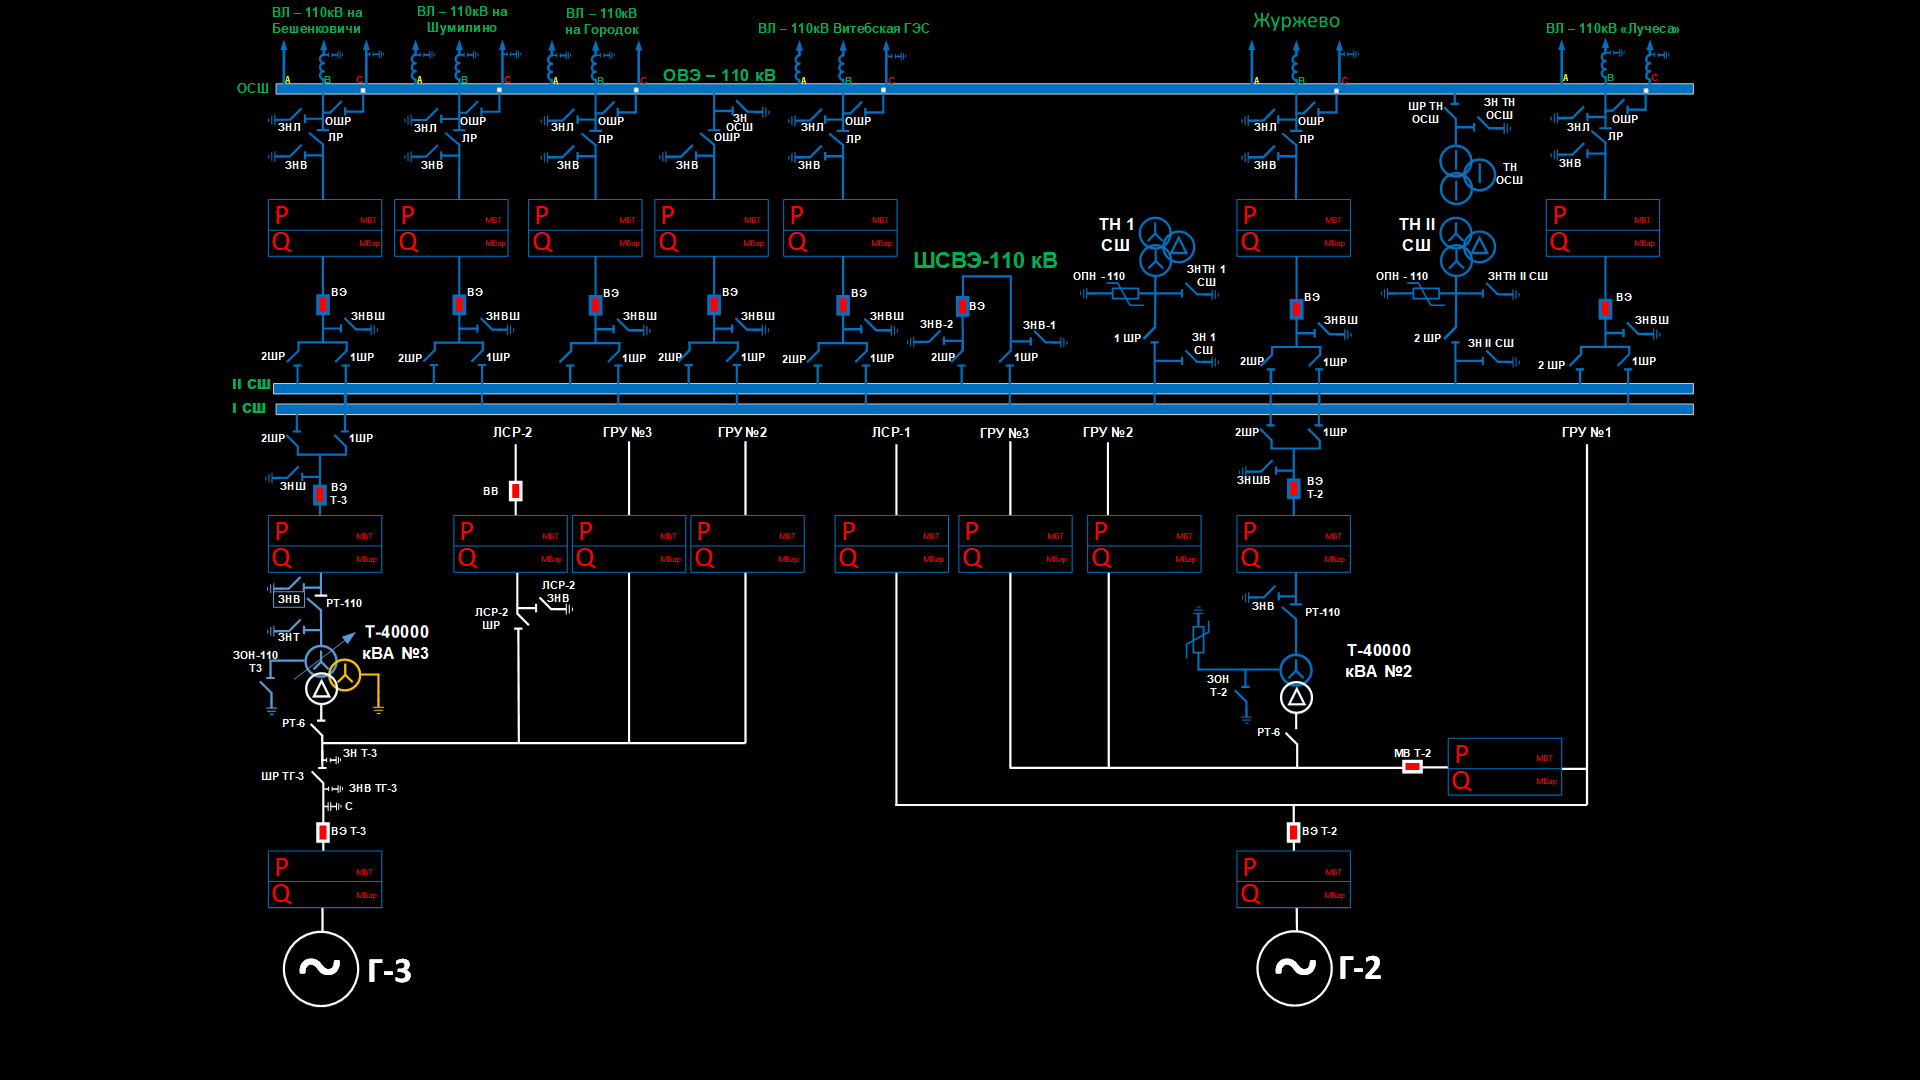 ВЛ – 110кВ на
Бешенковичи
ВЛ – 110кВ на
Шумилино
ВЛ – 110кВ
на Городок
ВЛ – 110кВ Витебская ГЭС
Журжево
ВЛ – 110кВ «Лучеса»
A B C
A B C
A B C
ОВЭ – 110 кВ
A B C
A B C
A B C
ОСШ
ЗНЛ ОШР
ЛР
ЗНВ
ЗНЛ ОШР
ЛР
ЗНВ
ЗНЛ ОШР
ЛР
ЗНВ
ЗН
ОСШ
ОШР
ЗНВ
ЗНЛ ОШР
ЛР
ЗНВ
ЗНЛ ОШР
ЛР
ЗНВ
ШР ТН
ОСШ
ЗН ТН
ОСШ
ТН
ОСШ
ЗНЛ ОШР
ЛР
ЗНВ
P МВТ
Q МВар
P МВТ
Q МВар
P МВТ
Q МВар
P МВТ
Q МВар
P МВТ
Q МВар
P МВТ
Q МВар
P МВТ
Q МВар
ТН 1
СШ
ТН II
СШ
ШСВЭ-110 кВ
ОПН - 110
ЗНТН 1
СШ
ОПН - 110
ЗНТН II СШ
ВЭ
ЗНВШ
2ШР 1ШР
ВЭ
ЗНВШ
2ШР 1ШР
ВЭ
ЗНВШ
1ШР
ВЭ
ЗНВШ
2ШР 1ШР
ВЭ
ЗНВШ
2ШР 1ШР
ВЭ
ЗНВ-2 ЗНВ-1
2ШР 1ШР
1 ШР
ЗН 1
СШ
ВЭ
ЗНВШ
2ШР 1ШР
2 ШР
ЗН II СШ
ВЭ
ЗНВШ
2 ШР 1ШР
II СШ
I СШ
2ШР 1ШР
ЗНШ
ВЭ
Т-3
ЛСР-2
ГРУ №3
ГРУ №2
ЛСР-1
ГРУ №3
ГРУ №2
2ШР 1ШР
ЗНШВ
ВЭ
Т-2
ГРУ №1
ВВ
P МВТ
Q МВар
P МВТ
Q МВар
P МВТ
Q МВар
P МВТ
Q МВар
P МВТ
Q МВар
P МВТ
Q МВар
P МВТ
Q МВар
P МВТ
Q МВар
ЗНВ
РТ-110
ЗНТ
ЗОН-110
Т3
Т-40000
кВА №3
РТ-6
ЛСР-2
ЗНВ
ЛСР-2
ШР
ЗНВ
РТ-110
ЗОН
Т-2
Т-40000
кВА №2
РТ-6
МВ Т-2
P МВТ
Q МВар
ЗН Т-3
ШР ТГ-3
ЗНВ ТГ-3
С
ВЭ Т-3
ВЭ Т-2
P МВТ
Q МВар
P МВТ
Q МВар
Г-3
Г-2